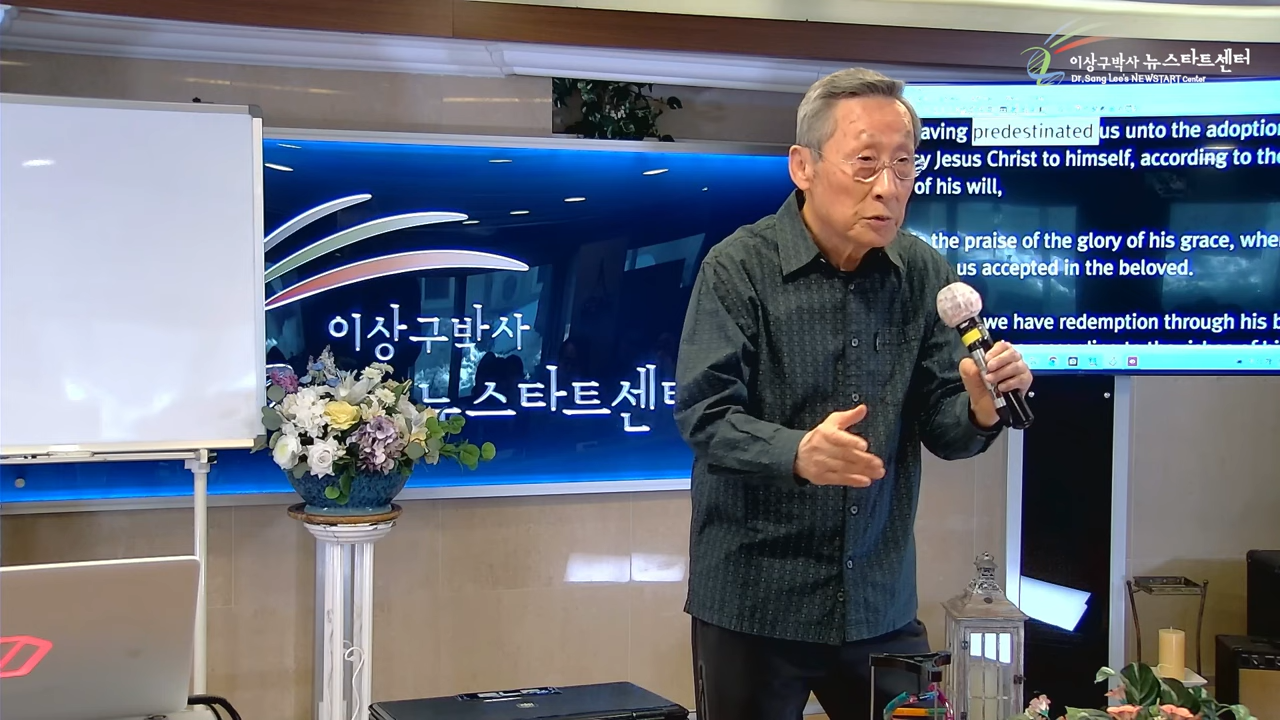 이상구박사 뉴스타트센터
Dr. Sang Lee's NEWSTART Center
aving predestinated us unto the adoption
y Jesus Christ to himself, according to the
of his will,
the praise of the glory of his grace, whe
us accepted in the beloved.
we have redemption through his b
이상구박사
뉴스타트센터